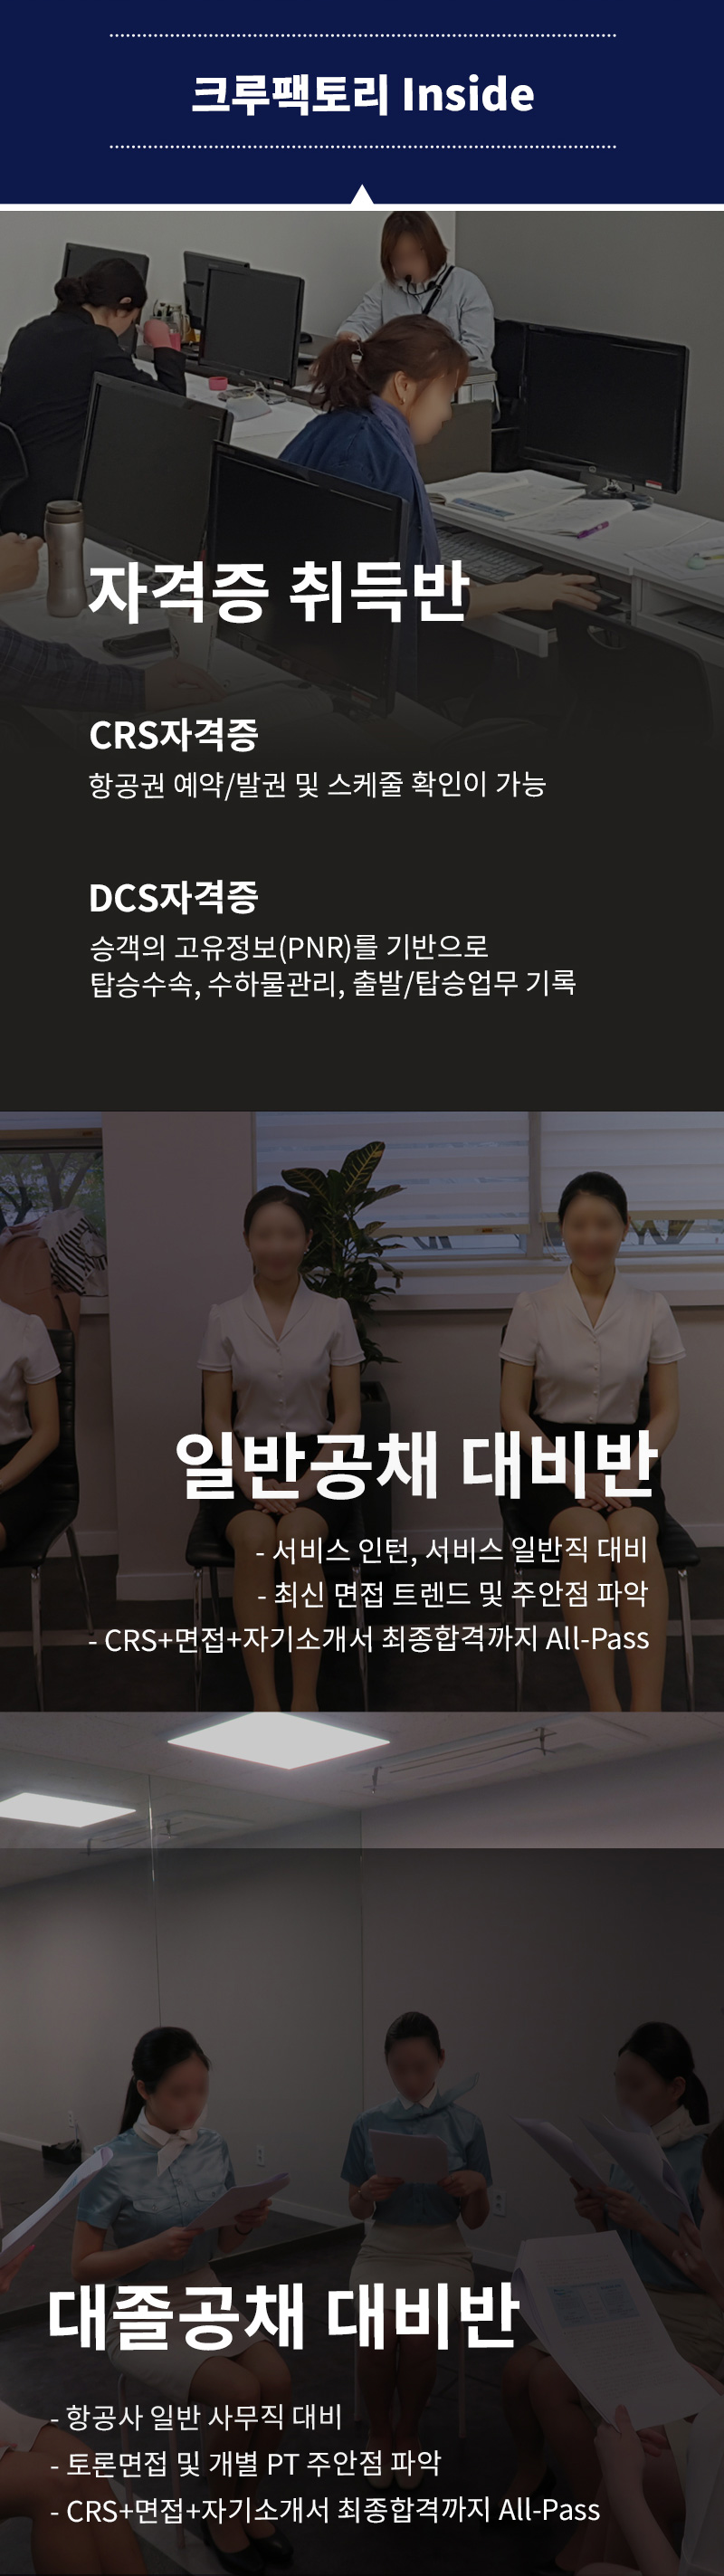 크루팩토리 Inside
자격증 취득반
CRS자격증
항공권 예약/발권 및 스케줄 확인이 가능
DCS자격증
승객의 고유정보(PNR)를 기반으로
탑승수속, 수하물관리, 출발/탑승업무 기록
일반공채 대비반
- 서비스 인턴, 서비스 일반직 대비
- 최신 면접 트렌드 및 주안점 파악
- CRS+면접+자기소개서 최종합격까지 All-Pass
대졸공채 대비반
- 항공사 일반 사무직 대비
- 토론면접 및 개별 PT 주안점 파악
- CRS+면접+자기소개서 최종합격까지 All-Pass